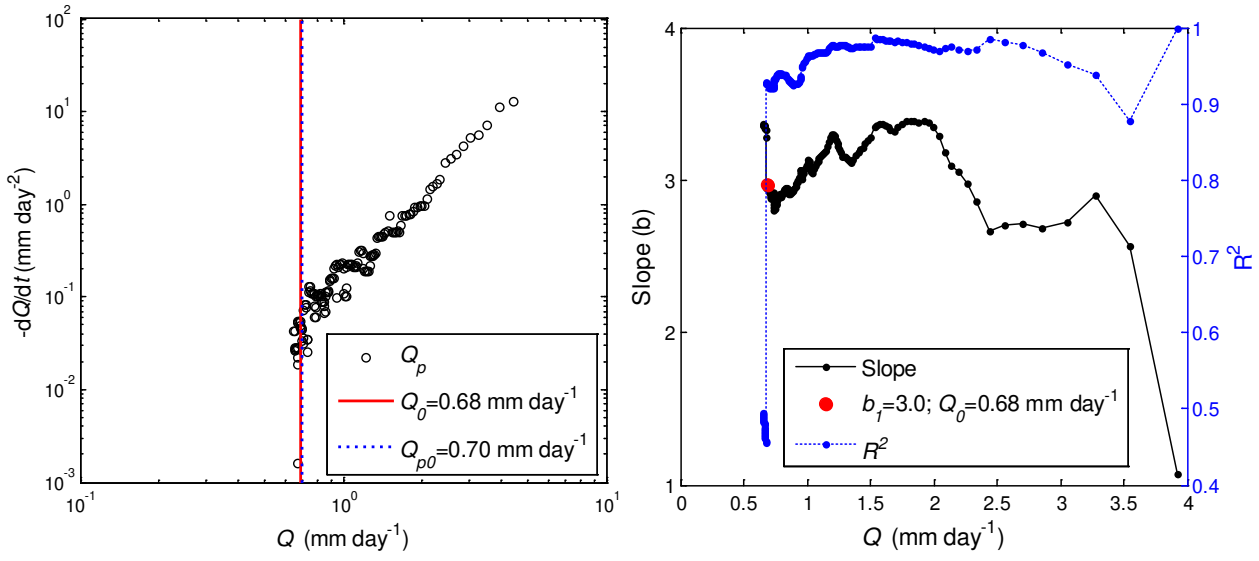 10^2
10^1
10^0
10^-1
10^-2
10^-3
-dQ/dt (mm day^-2)
Q_p
Q_0=0.68 mm day^-1
Q_p0=0.70 mm day^-1
10^-1
10^0
10^1
Q (mm day^-1)
4
3
2
1
Slope (b)
Slope
b_1=3.0; Q_0=0.68 mm day^-1
R^2
0
0.5
1
1.5
2
2.5
3
3.5
4
Q (mm day^-1)
1
0.9
0.8
0.7
0.6
0.5
0.4
R^2